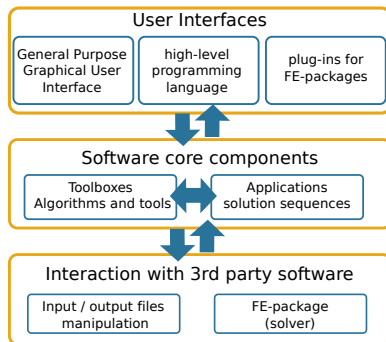 User Interfaces
General Purpose
Graphical User
Interface
high-level
programming
language
plug-ins for
FE-packages
Software core components
Toolboxes
Algorithms and tools
Applications
solution sequences
Interaction with 3rd party software
Input / output files
manipulation
FE-package
(solver)